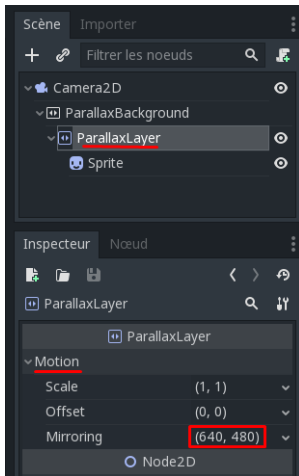 Scène Importer
Filtrer les noeuds
Camera2D
ParallaxBackground
ParallaxLayer
Sprite
Inspecteur Nœud
ParallaxLayer
ParallaxLayer
Motion
Scale (1, 1)
Offset (0, 0)
Mirroring (640, 480)
Node2D